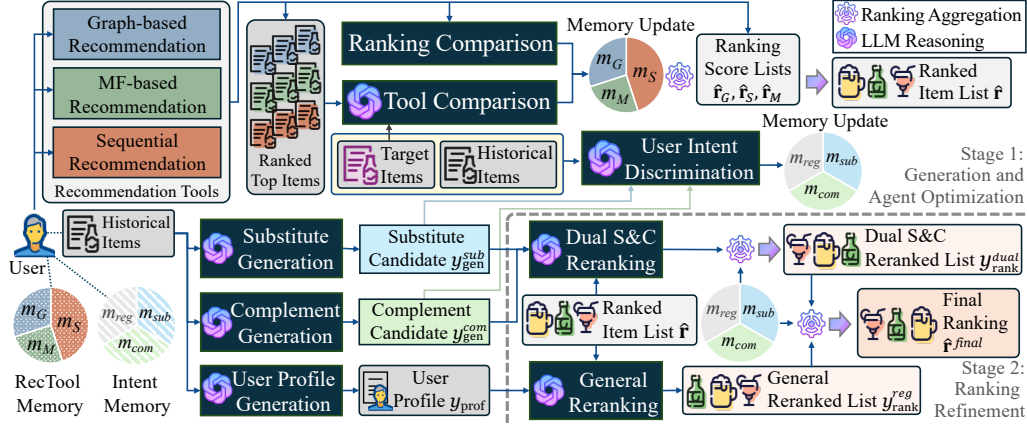 Graph-based
Recommendation
MF-based
Recommendation
Sequential
Recommendation
Recommendation Tools
Ranked
Top Items
Ranking Comparison
Tool Comparison
Target
Items
Historical
Items
Memory Update
m_G
m_S
m_M
Ranking
Score Lists
r̂_G, r̂_S, r̂_M
Ranking Aggregation
LLM Reasoning
Ranked
Item List r̂
User Intent
Discrimination
Memory Update
m_reg
m_sub
m_com
Stage 1:
Generation and
Agent Optimization
User
Historical
Items
m_G
m_S
m_M
RecTool
Memory
m_reg
m_sub
m_com
Intent
Memory
Substitute
Generation
Substitute
Candidate y_gen^sub
Complement
Generation
Complement
Candidate y_gen^com
User Profile
Generation
User
Profile y_prof
Dual S&C
Reranking
Ranked
Item List r̂
General
Reranking
m_reg
m_sub
m_com
Dual S&C
Reranked List y_rank^dual
General
Reranked List y_rank^reg
Final
Ranking
r̂^final
Stage 2:
Ranking
Refinement